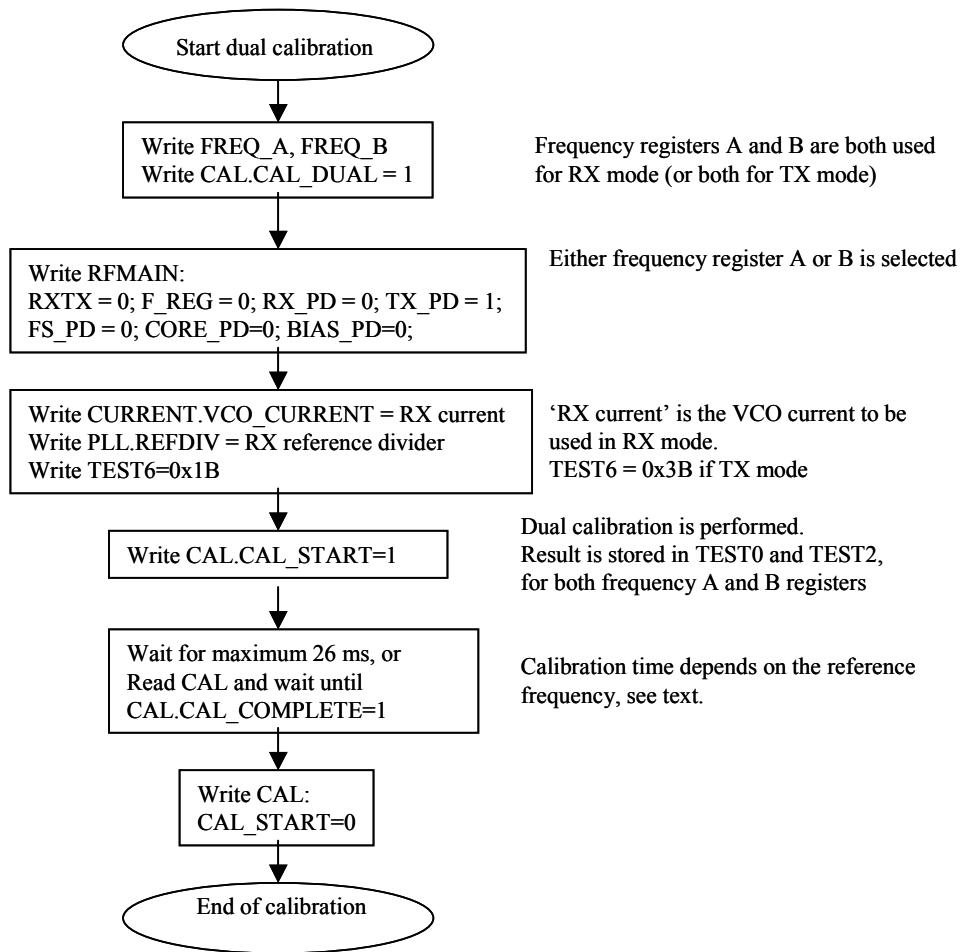 Start dual calibration
Write FREQ_A, FREQ_B
Write CAL.CAL_DUAL = 1
Frequency registers A and B are both used
for RX mode (or both for TX mode)
Write RFMAIN:
RXTX = 0; F_REG = 0; RX_PD = 0; TX_PD = 1;
FS_PD = 0; CORE_PD=0; BIAS_PD=0;
Either frequency register A or B is selected
Write CURRENT.VCO_CURRENT = RX current
Write PLL.REFDIV = RX reference divider
Write TEST6=0x1B
‘RX current’ is the VCO current to be
used in RX mode.
TEST6 = 0x3B if TX mode
Write CAL.CAL_START=1
Dual calibration is performed.
Result is stored in TEST0 and TEST2,
for both frequency A and B registers
Wait for maximum 26 ms, or
Read CAL and wait until
CAL.CAL_COMPLETE=1
Calibration time depends on the reference
frequency, see text.
Write CAL:
CAL_START=0
End of calibration